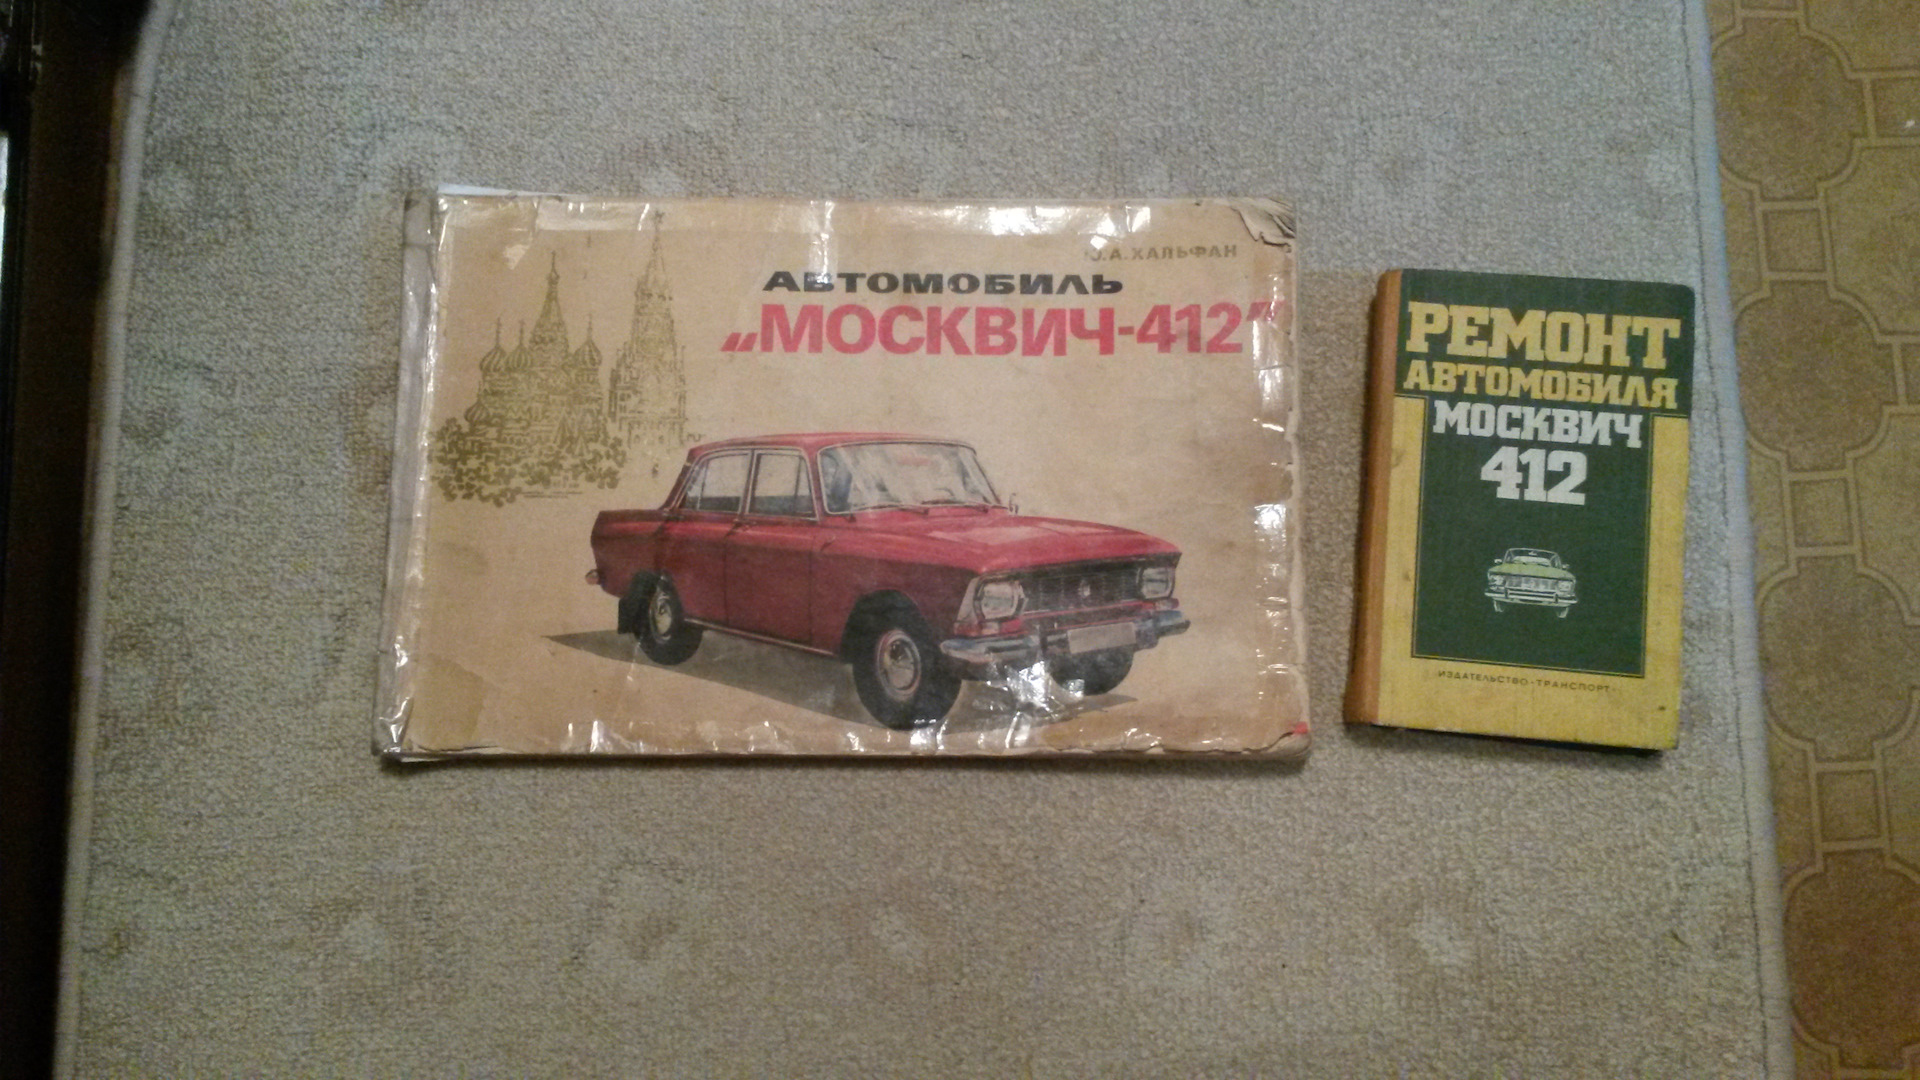 Ю.А.ХАЛЬФАН
АВТОМОБИЛЬ
„МОСКВИЧ-412”
РЕМОНТ
АВТОМОБИЛЯ
МОСКВИЧ
412
ИЗДАТЕЛЬСТВО·ТРАНСПОРТ